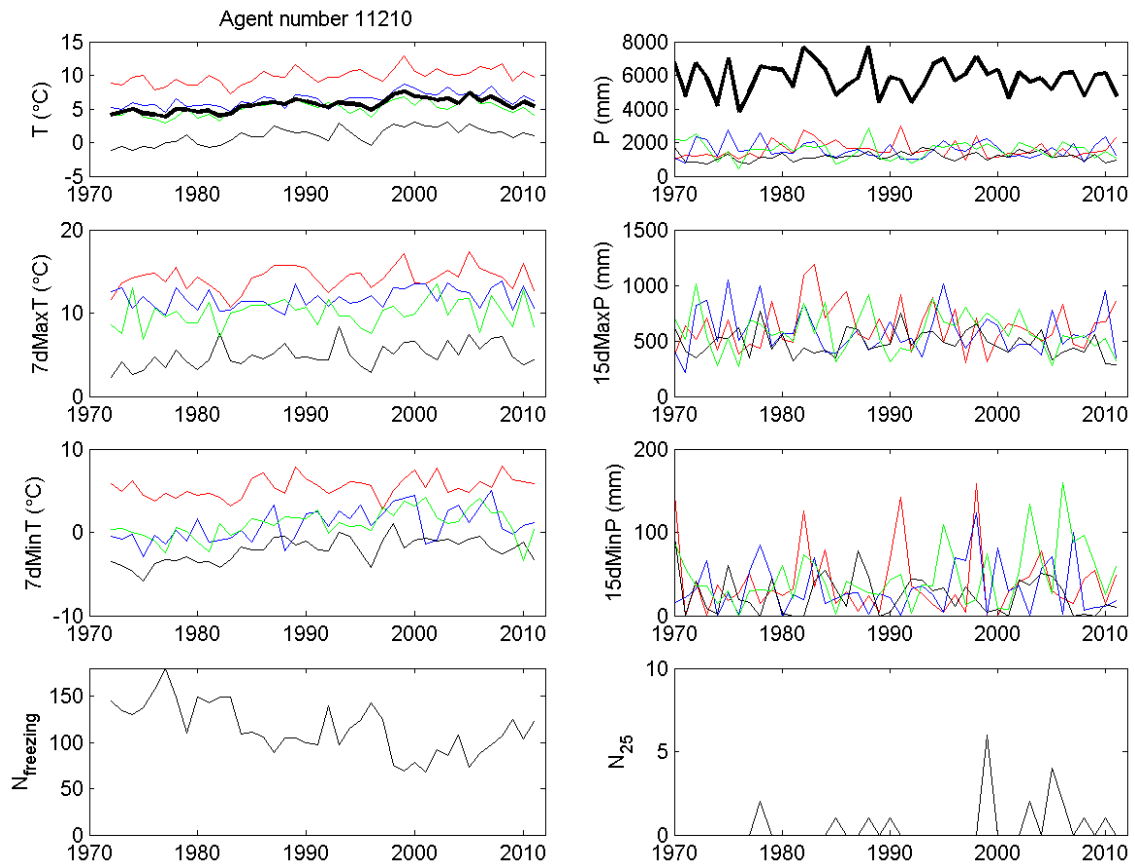 Agent number 11210
T (°C)
15
10
5
0
-5
1970 1980 1990 2000 2010
P (mm)
8000
6000
4000
2000
0
1970 1980 1990 2000 2010
7dMaxT (°C)
20
10
0
1970 1980 1990 2000 2010
15dMaxP (mm)
1500
1000
500
0
1970 1980 1990 2000 2010
7dMinT (°C)
10
0
-10
1970 1980 1990 2000 2010
15dMinP (mm)
200
100
0
1970 1980 1990 2000 2010
N freezing
150
100
50
0
1970 1980 1990 2000 2010
N 25
10
5
0
1970 1980 1990 2000 2010